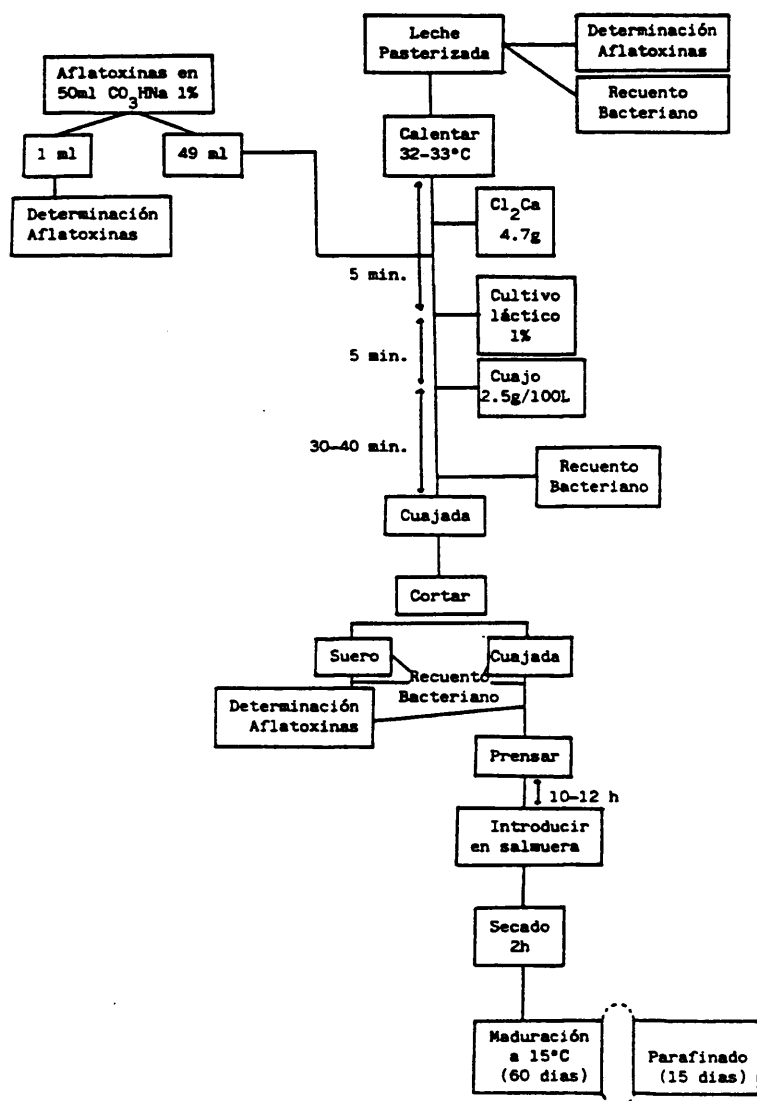 Leche
Pasterizada
Determinación
Aflatoxinas
Recuento
Bacteriano
Aflatoxinas en
50ml CO3HNa 1%
1 ml
49 ml
Determinación
Aflatoxinas
Calentar
32-33°C
Cl2Ca
4.7g
5 min.
Cultivo
láctico
1%
5 min.
Cuajo
2.5g/100L
30-40 min.
Recuento
Bacteriano
Cuajada
Cortar
Suero
Cuajada
Recuento
Bacteriano
Determinación
Aflatoxinas
Prensar
10-12 h
Introducir
en salmuera
Secado
2h
Maduración
a 15°C
(60 dias)
Parafinado
(15 dias)